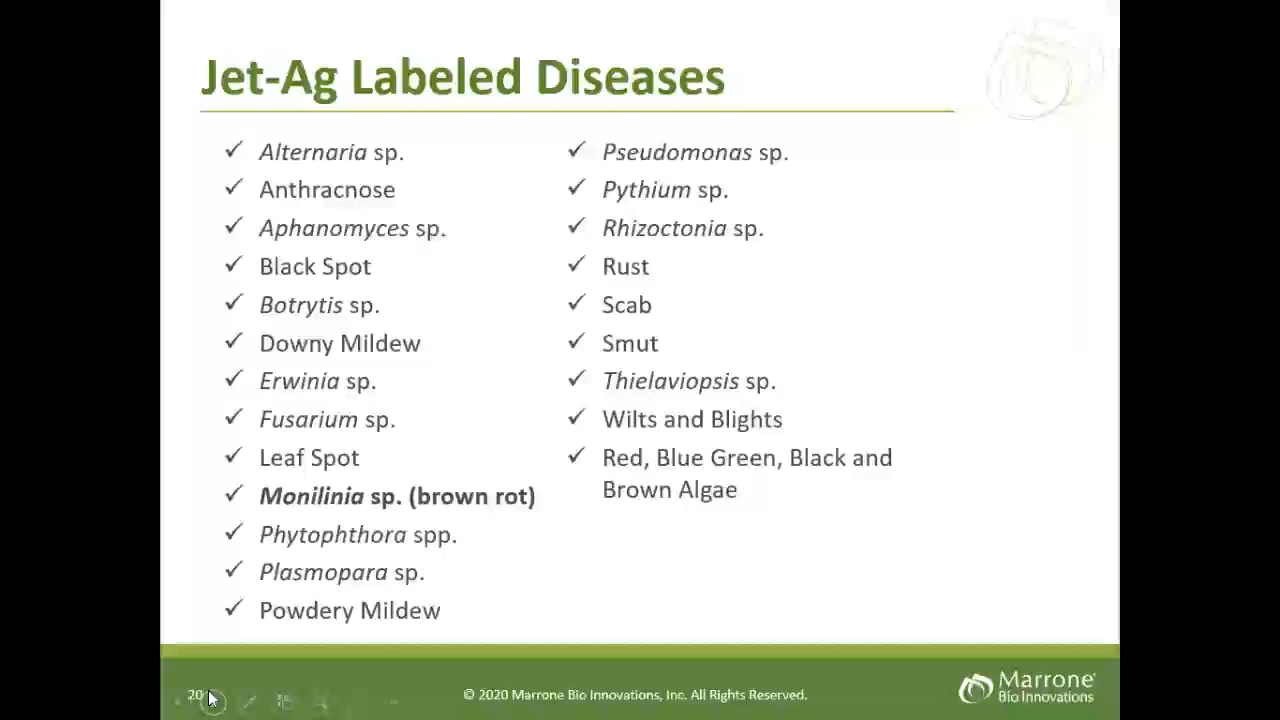 Jet-Ag Labeled Diseases
✓ Alternaria sp.
✓ Anthracnose
✓ Aphanomyces sp.
✓ Black Spot
✓ Botrytis sp.
✓ Downy Mildew
✓ Erwinia sp.
✓ Fusarium sp.
✓ Leaf Spot
✓ Monilinia sp. (brown rot)
✓ Phytophthora spp.
✓ Plasmopara sp.
✓ Powdery Mildew
✓ Pseudomonas sp.
✓ Pythium sp.
✓ Rhizoctonia sp.
✓ Rust
✓ Scab
✓ Smut
✓ Thielaviopsis sp.
✓ Wilts and Blights
✓ Red, Blue Green, Black and
Brown Algae
20
© 2020 Marrone Bio Innovations, Inc. All Rights Reserved.
Marrone
Bio Innovations